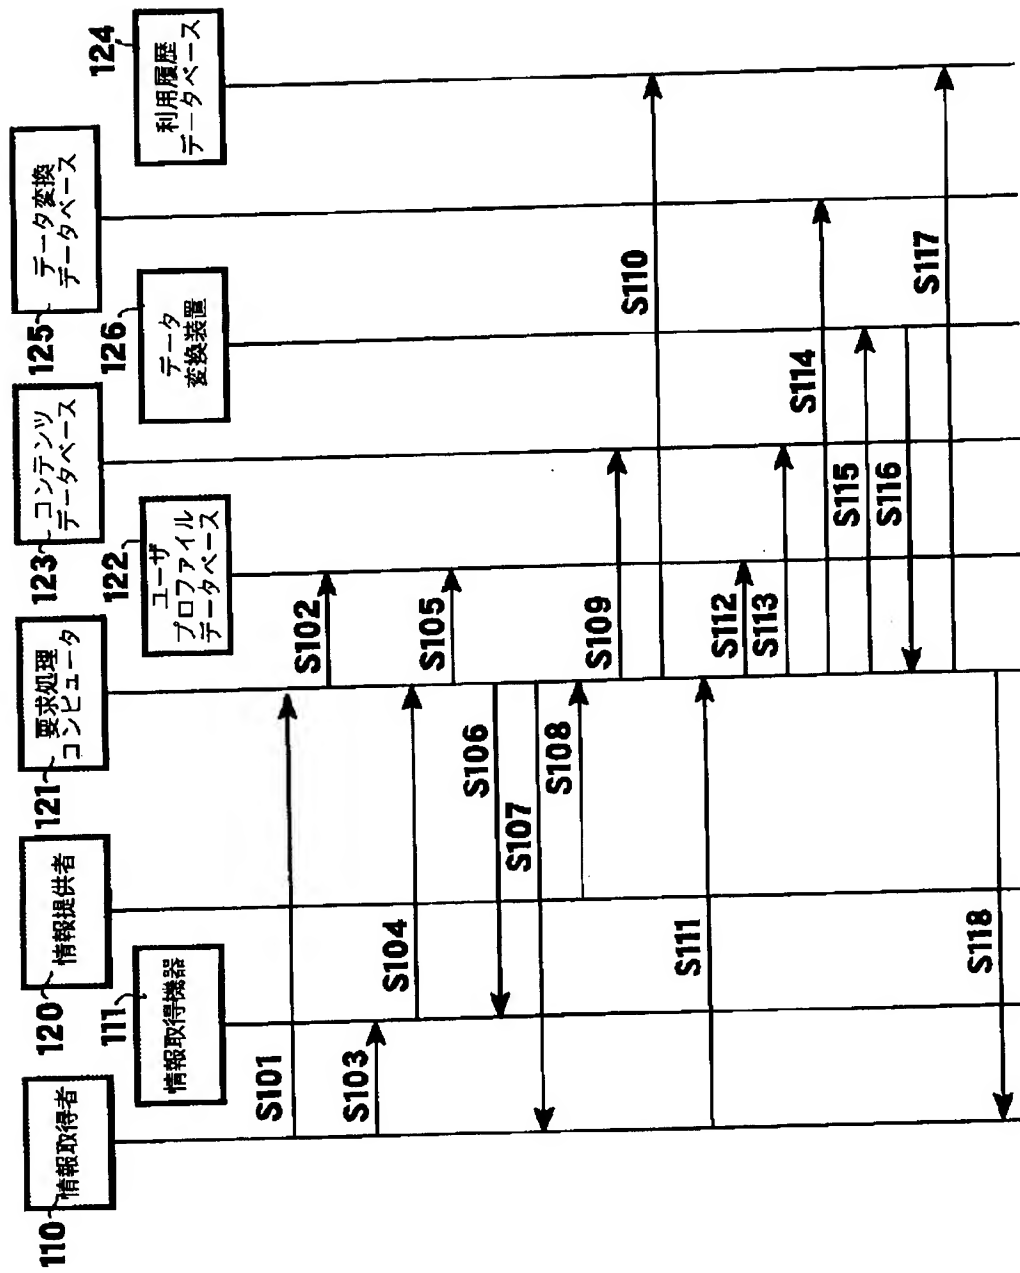 110
情報取得者
111
情報取得機器
120
情報提供者
121
要求処理
コンピュータ
122
ユーザ
プロファイル
データベース
123
コンテンツ
データベース
126
データ
変換装置
125
データ変換
データベース
124
利用履歴
データベース
S101
S102
S103
S104
S105
S106
S107
S108
S109
S110
S111
S112
S113
S114
S115
S116
S117
S118